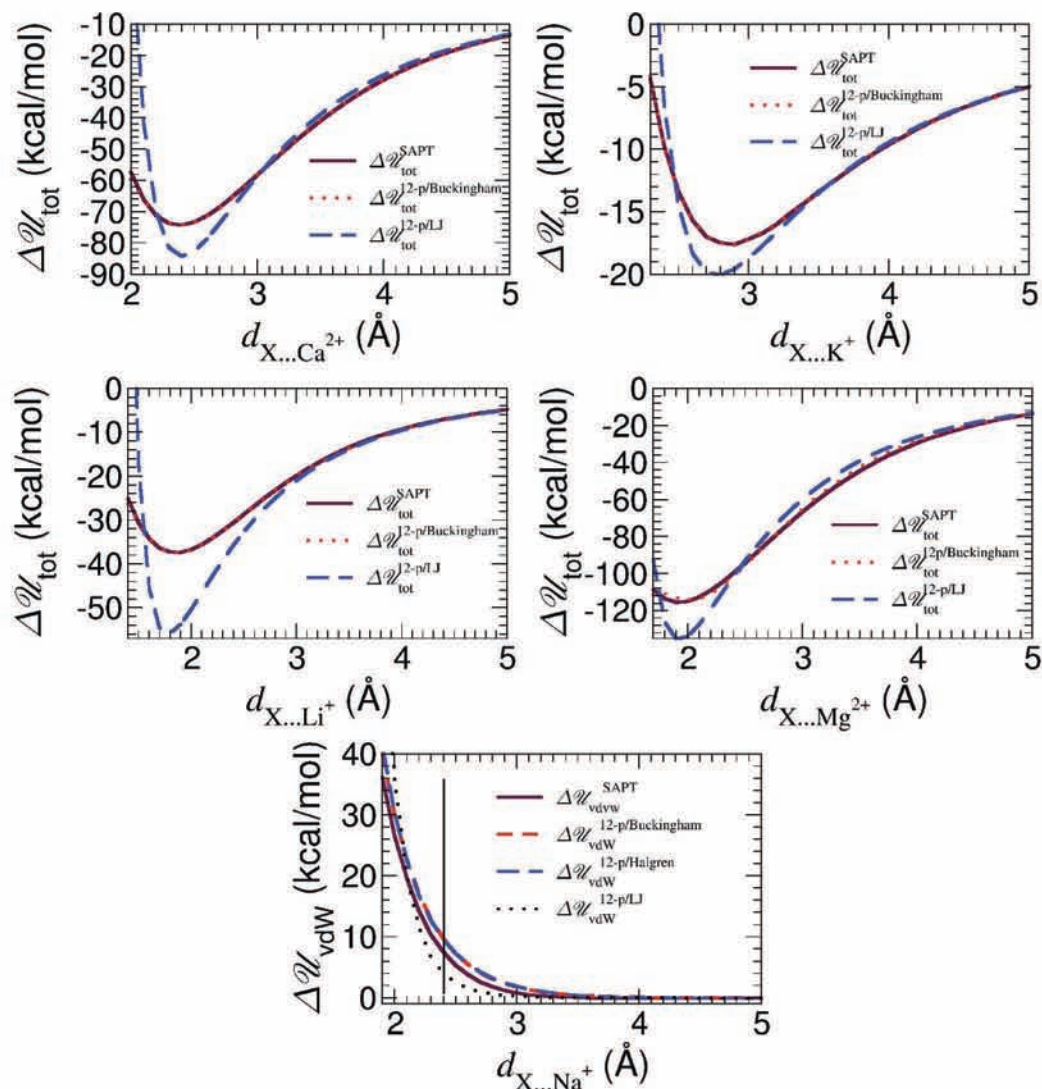 ΔU_tot (kcal/mol)
-10
-20
-30
-40
-50
-60
-70
-80
-90
ΔU_tot^SAPT
ΔU_tot^12-p/Buckingham
ΔU_tot^12-p/LJ
2 3 4 5
d_X...Ca²⁺ (Å)
ΔU_tot (kcal/mol)
0
-5
-10
-15
-20
ΔU_tot^SAPT
ΔU_tot^12-p/Buckingham
ΔU_tot^12-p/LJ
3 4 5
d_X...K⁺ (Å)
ΔU_tot (kcal/mol)
0
-10
-20
-30
-40
-50
ΔU_tot^SAPT
ΔU_tot^12-p/Buckingham
ΔU_tot^12-p/LJ
2 3 4 5
d_X...Li⁺ (Å)
ΔU_tot (kcal/mol)
0
-20
-40
-60
-80
-100
-120
ΔU_tot^SAPT
ΔU_tot^12p/Buckingham
ΔU_tot^12-p/LJ
2 3 4 5
d_X...Mg²⁺ (Å)
ΔU_vdW (kcal/mol)
40
30
20
10
0
ΔU_vdvw^SAPT
ΔU_vdW^12-p/Buckingham
ΔU_vdW^12-p/Halgren
ΔU_vdW^12-p/LJ
2 3 4 5
d_X...Na⁺ (Å)